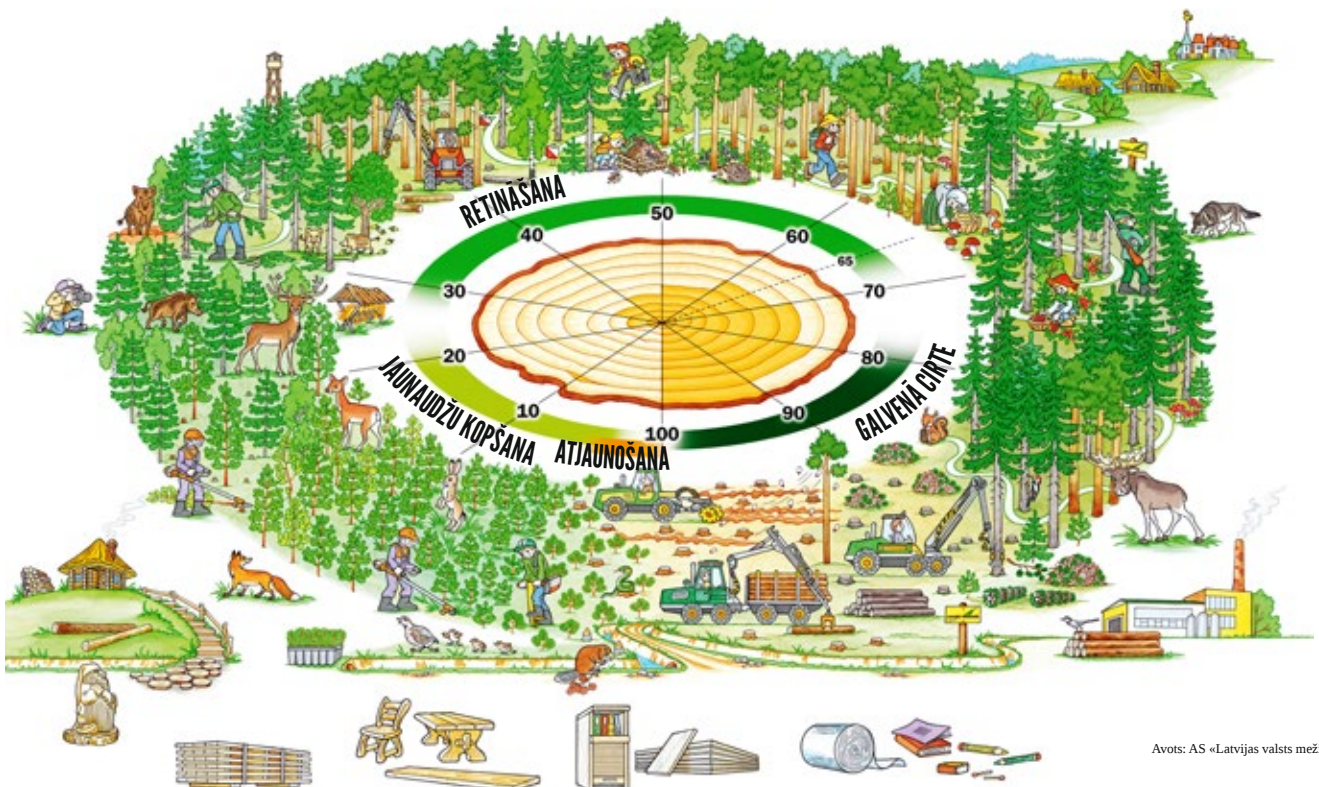 RETINĀŠANA
50
40
60
65
30
70
20
80
JAUNAUDŽU KOPŠANA
10
90
GALVENĀ CIRTE
100
ATJAUNOŠANA
Avots: AS «Latvijas valsts mež